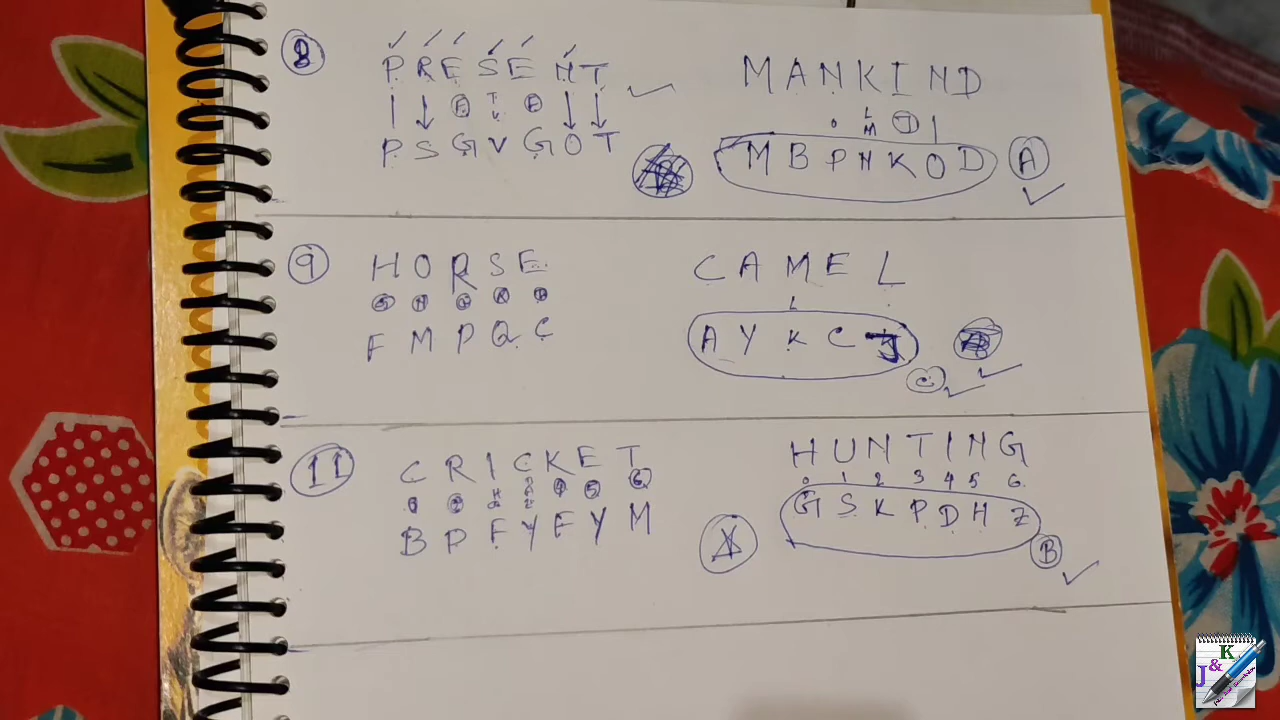 8 PRESENT MANKIND
E T E O L M
PSGVGOT MBPNKOD A
9 HORSE CAMEL
L
FMPQC AYKCJ
C
11 CRICKET HUNTING
0 1 2 3 4 5 6
BPFYFYM GSKPDHZ
B
J&K